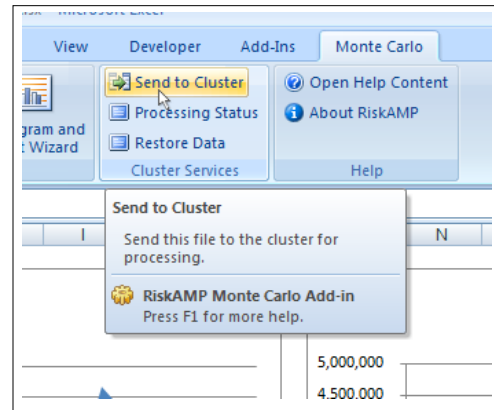 View Developer Add-Ins Monte Carlo
Send to Cluster
Open Help Content
Processing Status
About RiskAMP
gram and
Wizard
Restore Data
Cluster Services
Help
Send to Cluster
I
N
Send this file to the cluster for
processing.
RiskAMP Monte Carlo Add-in
Press F1 for more help.
5,000,000
4,500,000